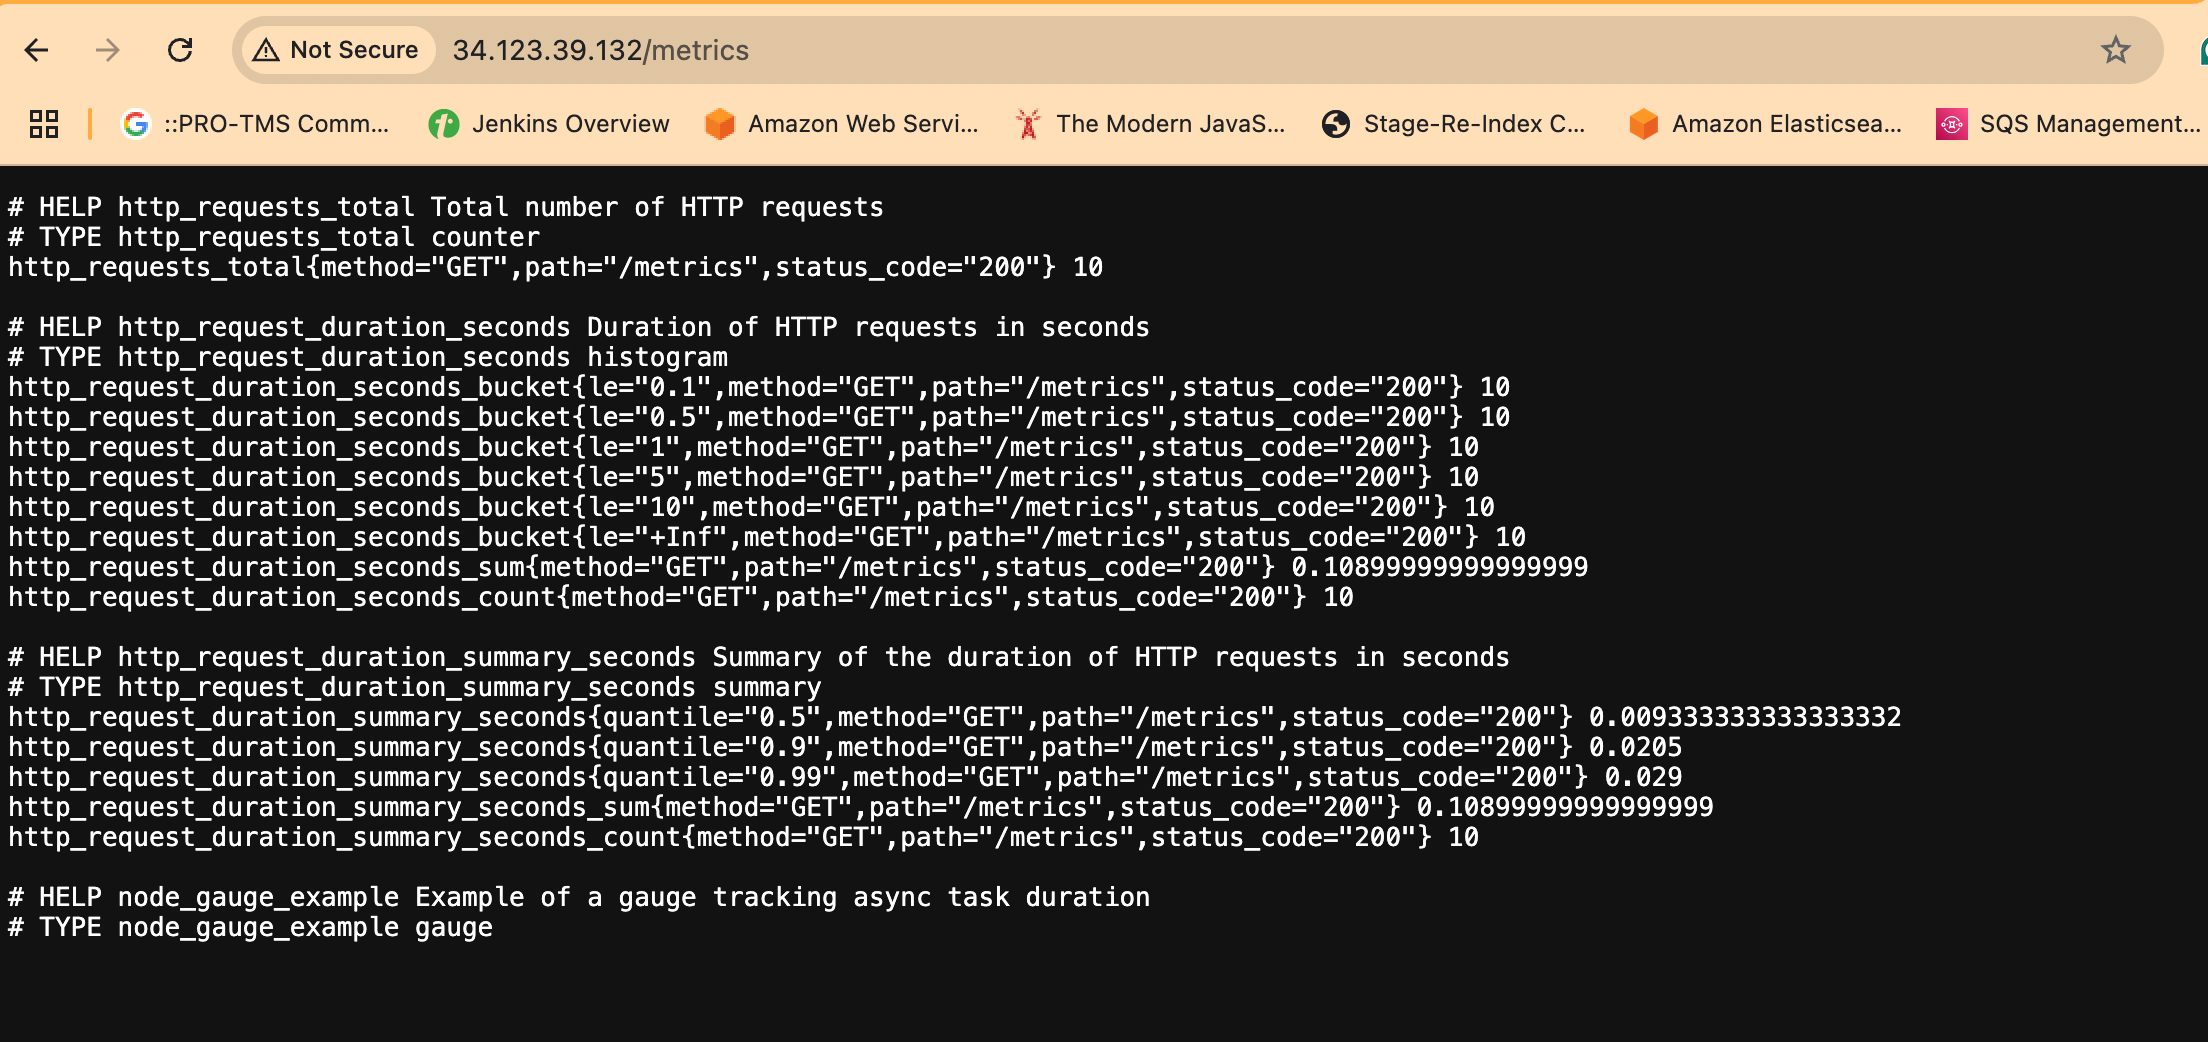 Not Secure 34.123.39.132/metrics
::PRO-TMS Comm... Jenkins Overview Amazon Web Servi... The Modern JavaS... Stage-Re-Index C... Amazon Elasticsea... SQS Management...
# HELP http_requests_total Total number of HTTP requests
# TYPE http_requests_total counter
http_requests_total{method="GET",path="/metrics",status_code="200"} 10
# HELP http_request_duration_seconds Duration of HTTP requests in seconds
# TYPE http_request_duration_seconds histogram
http_request_duration_seconds_bucket{le="0.1",method="GET",path="/metrics",status_code="200"} 10
http_request_duration_seconds_bucket{le="0.5",method="GET",path="/metrics",status_code="200"} 10
http_request_duration_seconds_bucket{le="1",method="GET",path="/metrics",status_code="200"} 10
http_request_duration_seconds_bucket{le="5",method="GET",path="/metrics",status_code="200"} 10
http_request_duration_seconds_bucket{le="10",method="GET",path="/metrics",status_code="200"} 10
http_request_duration_seconds_bucket{le="+Inf",method="GET",path="/metrics",status_code="200"} 10
http_request_duration_seconds_sum{method="GET",path="/metrics",status_code="200"} 0.10899999999999999
http_request_duration_seconds_count{method="GET",path="/metrics",status_code="200"} 10
# HELP http_request_duration_summary_seconds Summary of the duration of HTTP requests in seconds
# TYPE http_request_duration_summary_seconds summary
http_request_duration_summary_seconds{quantile="0.5",method="GET",path="/metrics",status_code="200"} 0.009333333333333332
http_request_duration_summary_seconds{quantile="0.9",method="GET",path="/metrics",status_code="200"} 0.0205
http_request_duration_summary_seconds{quantile="0.99",method="GET",path="/metrics",status_code="200"} 0.029
http_request_duration_summary_seconds_sum{method="GET",path="/metrics",status_code="200"} 0.10899999999999999
http_request_duration_summary_seconds_count{method="GET",path="/metrics",status_code="200"} 10
# HELP node_gauge_example Example of a gauge tracking async task duration
# TYPE node_gauge_example gauge